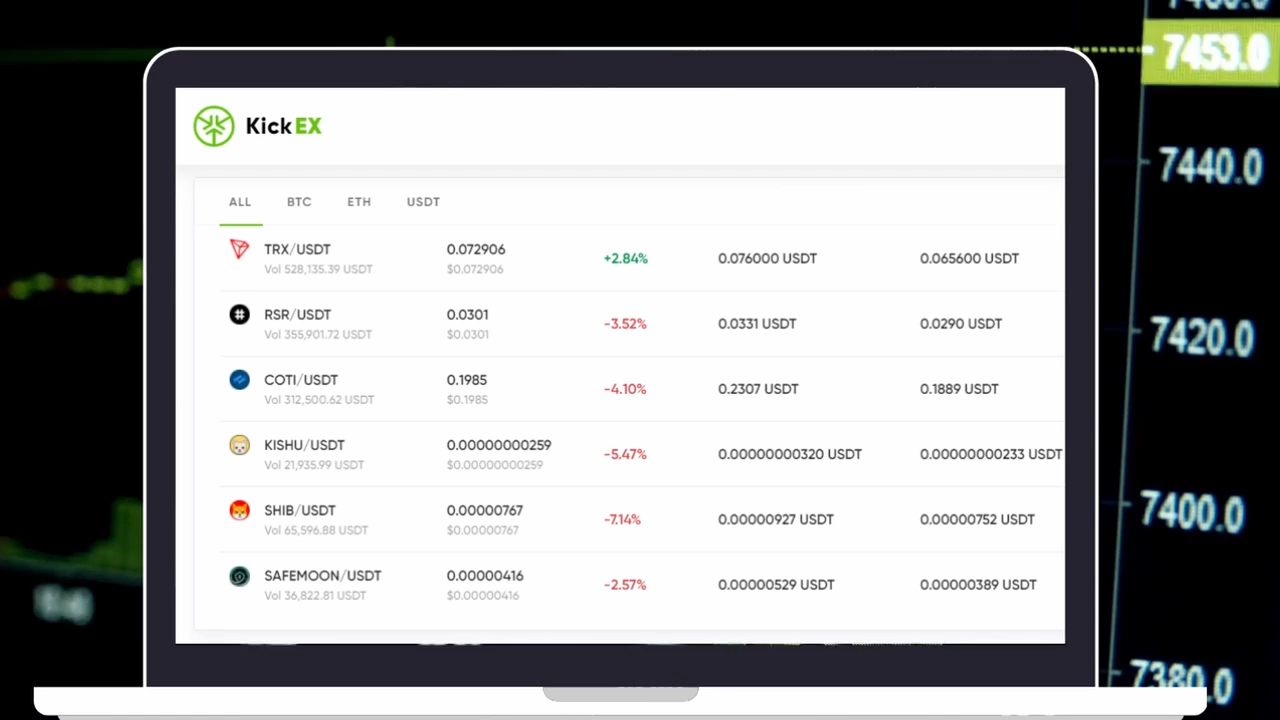 7453.0
KickEX
7440.0
ALL BTC ETH USDT
TRX/USDT 0.072906 +2.84% 0.076000 USDT 0.065600 USDT
Vol 528,135.39 USDT $0.072906
RSR/USDT 0.0301 -3.52% 0.0331 USDT 0.0290 USDT
Vol 355,901.72 USDT $0.0301
7420.0
COTI/USDT 0.1985 -4.10% 0.2307 USDT 0.1889 USDT
Vol 312,500.62 USDT $0.1985
KISHU/USDT 0.00000000259 -5.47% 0.00000000320 USDT 0.00000000233 USDT
Vol 21,935.99 USDT $0.00000000259
SHIB/USDT 0.00000767 -7.14% 0.00000927 USDT 0.00000752 USDT
Vol 65,596.88 USDT $0.00000767
7400.0
SAFEMOON/USDT 0.00000416 -2.57% 0.00000529 USDT 0.00000389 USDT
Vol 36,822.81 USDT $0.00000416
7380.0